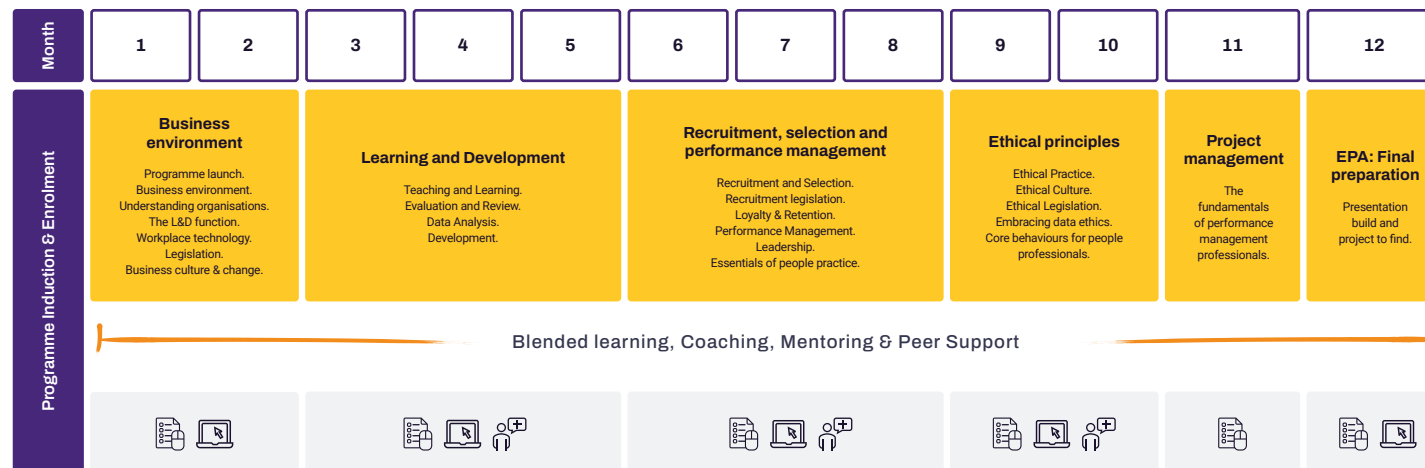 Month
1
2
3
4
5
6
7
8
9
10
11
12
Programme Induction & Enrolment
Business
environment
Programme launch.
Business environment.
Understanding organisations.
The L&D function.
Workplace technology.
Legislation.
Business culture & change.
Learning and Development
Teaching and Learning.
Evaluation and Review.
Data Analysis.
Development.
Recruitment, selection and
performance management
Recruitment and Selection.
Recruitment legislation.
Loyalty & Retention.
Performance Management.
Leadership.
Essentials of people practice.
Ethical principles
Ethical Practice.
Ethical Culture.
Ethical Legislation.
Embracing data ethics.
Core behaviours for people
professionals.
Project
management
The
fundamentals
of performance
management
professionals.
EPA: Final
preparation
Presentation
build and
project to find.
Blended learning, Coaching, Mentoring & Peer Support